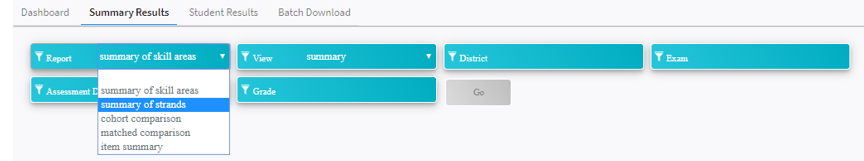 Dashboard Summary Results Student Results Batch Download
Report summary of skill areas View summary District Exam
summary of skill areas
Assessment D Grade Go
summary of strands
cohort comparison
matched comparison
item summary